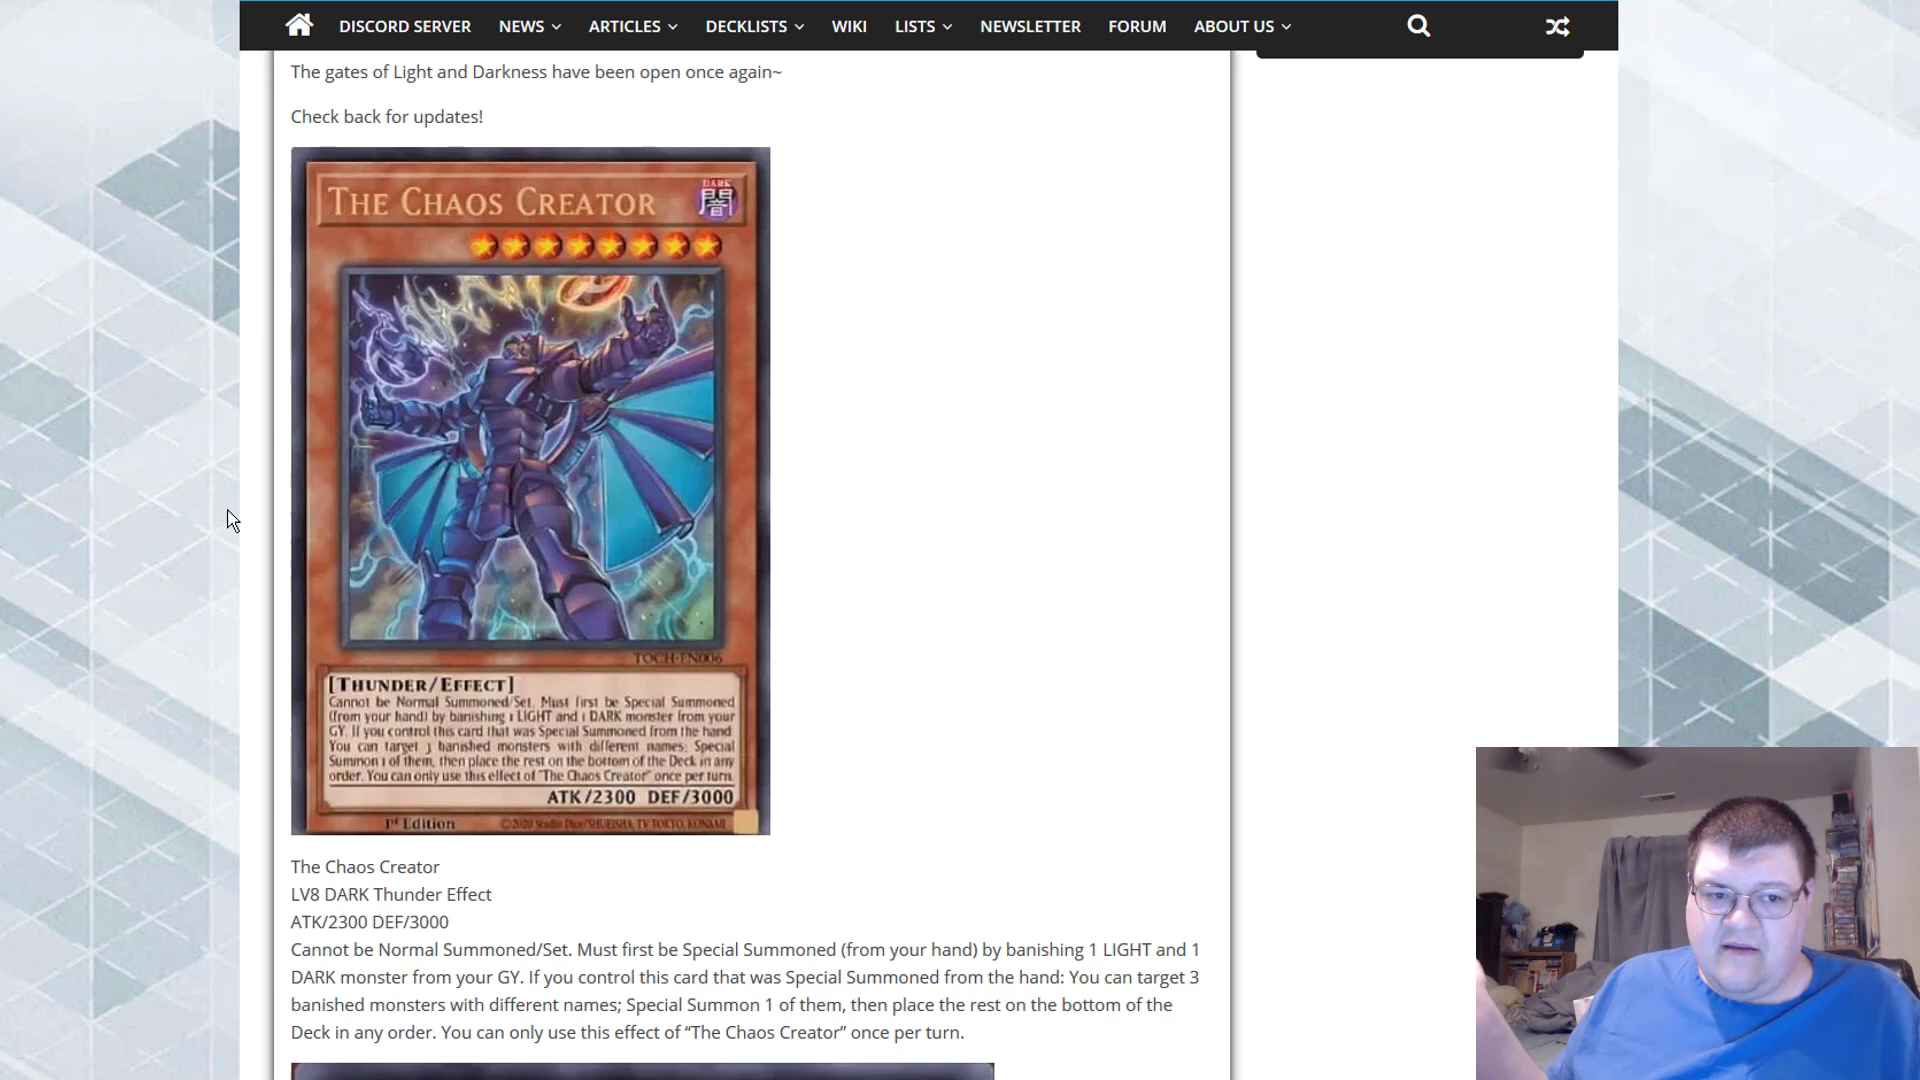 DISCORD SERVER NEWS ARTICLES DECKLISTS WIKI LISTS NEWSLETTER FORUM ABOUT US
The gates of Light and Darkness have been open once again~
Check back for updates!
THE CHAOS CREATOR
DARK
闇
TOCH-EN006
[THUNDER/EFFECT]
Cannot be Normal Summoned/Set. Must first be Special Summoned
(from your hand) by banishing 1 LIGHT and 1 DARK monster from your
GY. If you control this card that was Special Summoned from the hand:
You can target 3 banished monsters with different names; Special
Summon 1 of them, then place the rest on the bottom of the Deck in any
order. You can only use this effect of "The Chaos Creator" once per turn.
ATK/2300 DEF/3000
1st Edition ©2020 Studio Dice/SHUEISHA, TV TOKYO, KONAMI
The Chaos Creator
LV8 DARK Thunder Effect
ATK/2300 DEF/3000
Cannot be Normal Summoned/Set. Must first be Special Summoned (from your hand) by banishing 1 LIGHT and 1
DARK monster from your GY. If you control this card that was Special Summoned from the hand: You can target 3
banished monsters with different names; Special Summon 1 of them, then place the rest on the bottom of the
Deck in any order. You can only use this effect of “The Chaos Creator” once per turn.